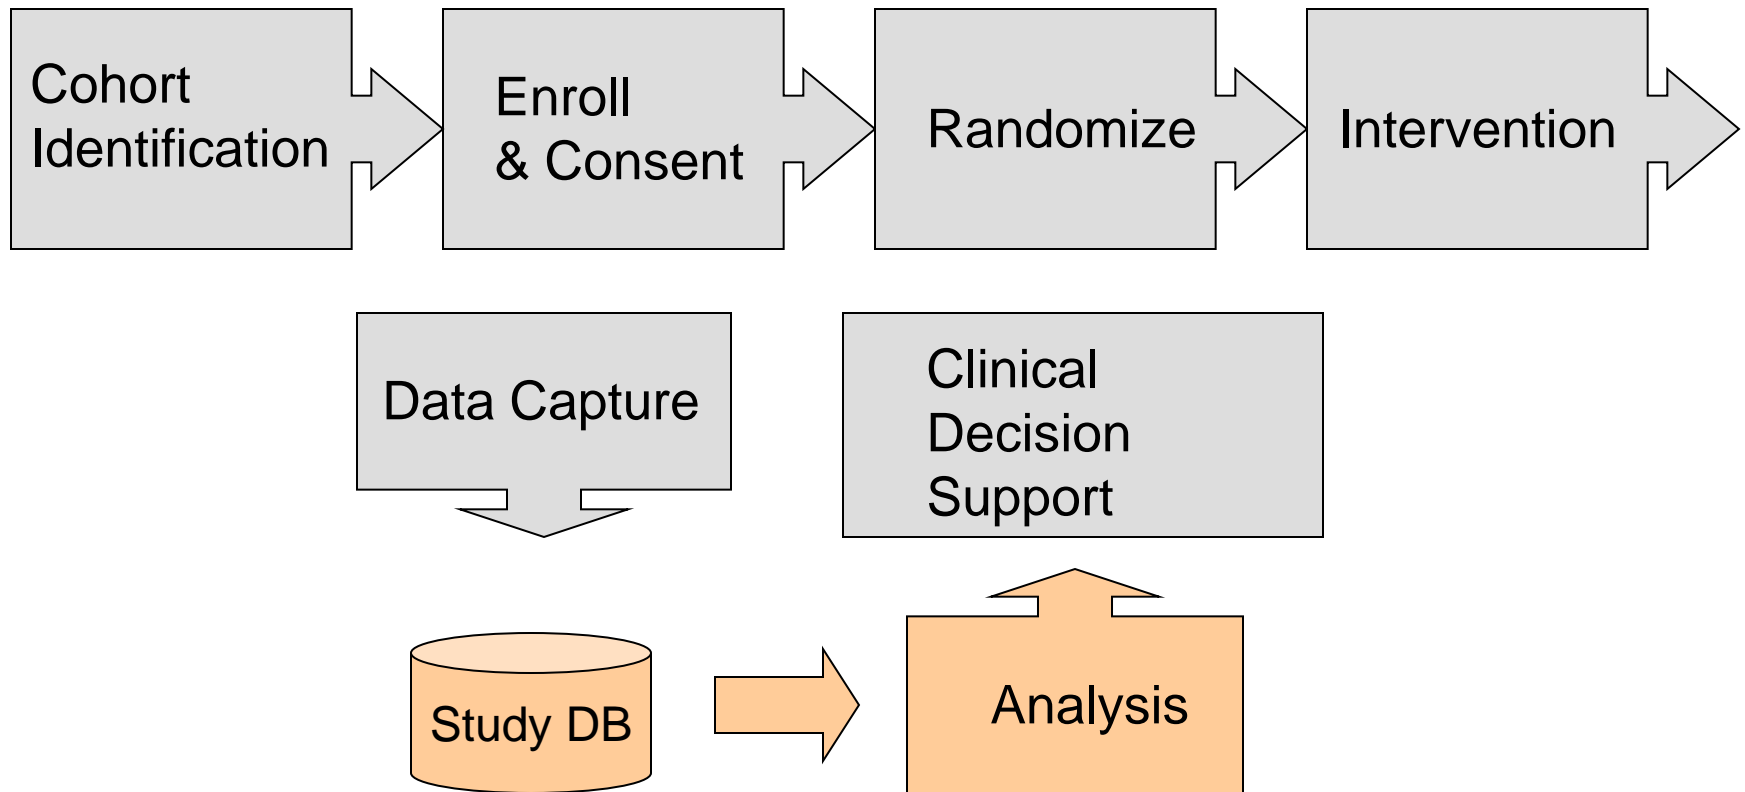 Cohort
Identification
Enroll
& Consent
Randomize
Intervention
Data Capture
Clinical
Decision
Support
Study DB
Analysis